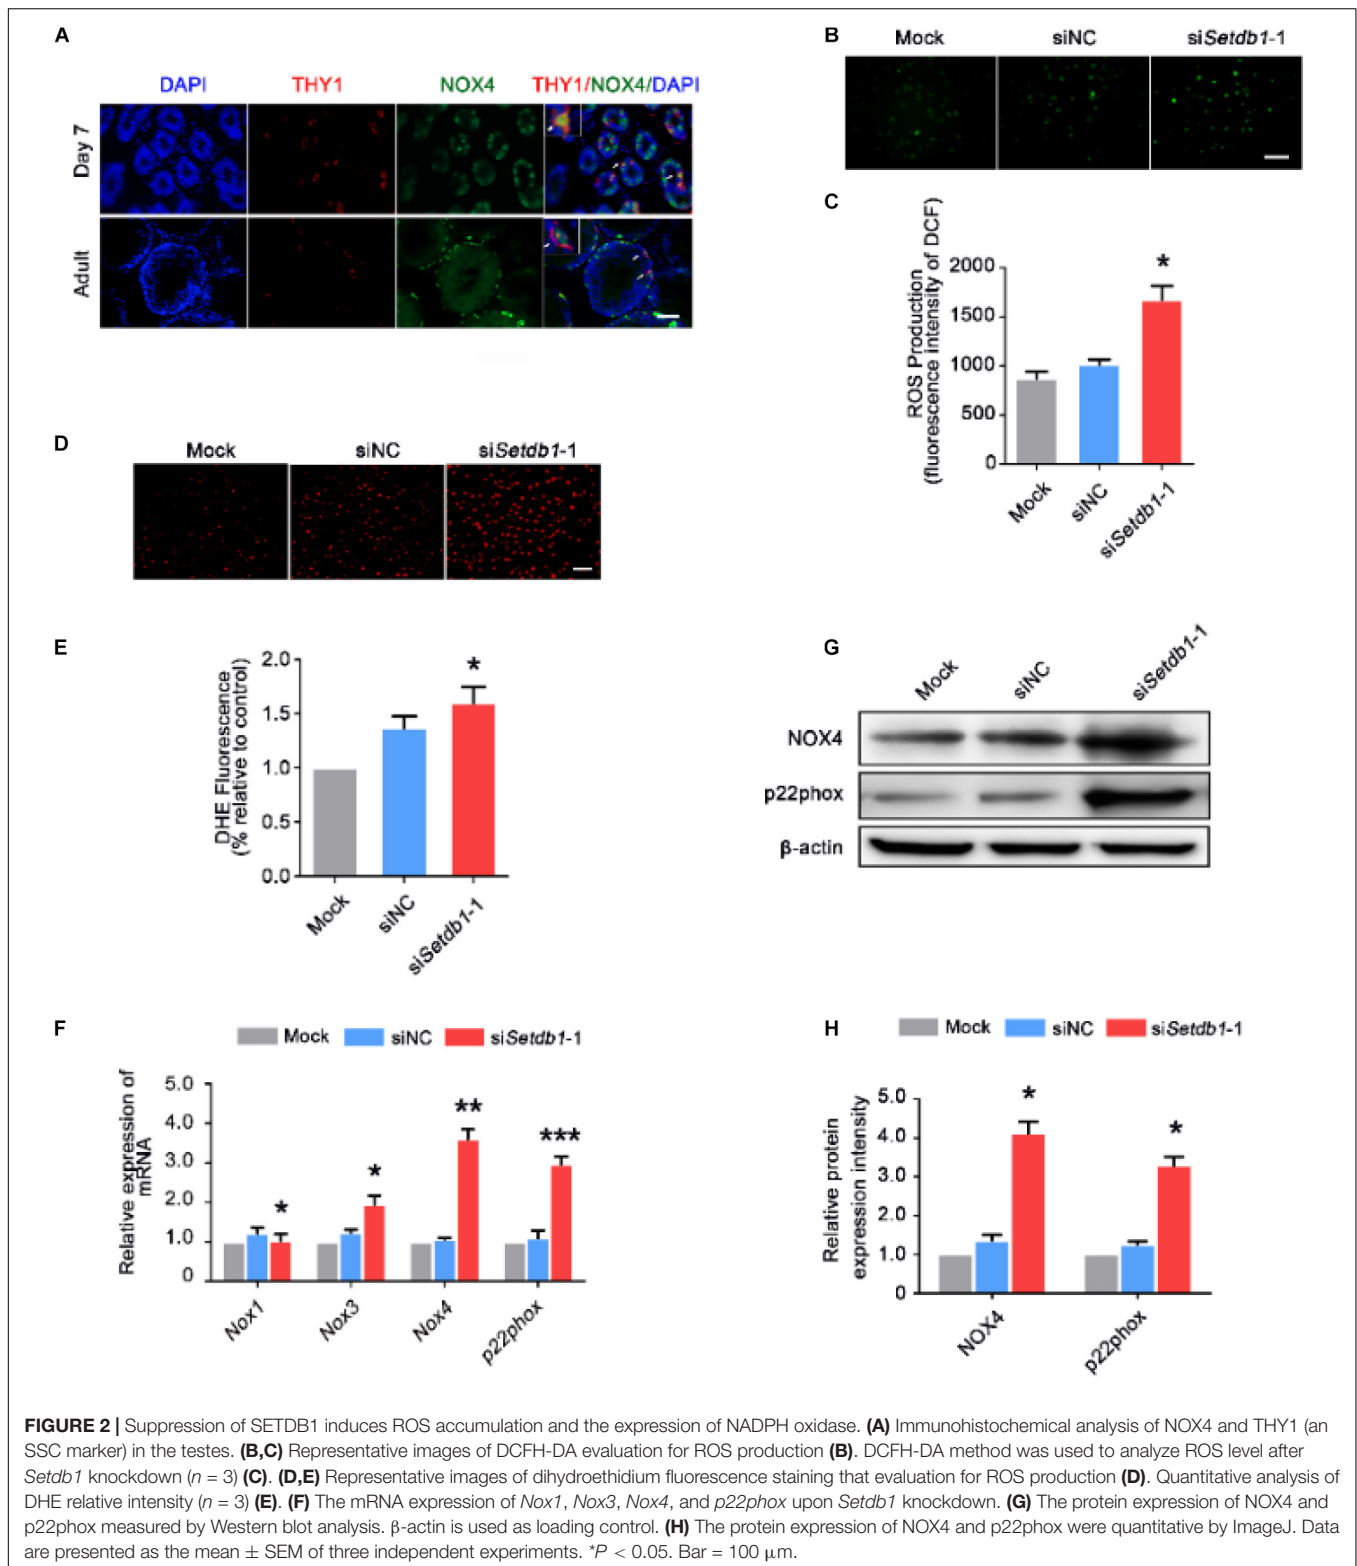 A
DAPI THY1 NOX4 THY1/NOX4/DAPI
Day 7
Adult
B
Mock siNC siSetdb1-1
C
ROS Production
(fluorescence intensity of DCF)
2000
1500
1000
500
0
Mock siNC siSetdb1-1
*
D
Mock siNC siSetdb1-1
E
DHE Fluorescence
(% relative to control)
2.0
1.5
1.0
0.5
0.0
Mock siNC siSetdb1-1
*
G
Mock siNC siSetdb1-1
NOX4
p22phox
β-actin
F
Mock siNC siSetdb1-1
Relative expression of
mRNA
5.0
4.0
3.0
2.0
1.0
0
* * ** ***
Nox1 Nox3 Nox4 p22phox
H
Mock siNC siSetdb1-1
Relative protein
expression intensity
5.0
4.0
3.0
2.0
1.0
0
* *
NOX4 p22phox
FIGURE 2 | Suppression of SETDB1 induces ROS accumulation and the expression of NADPH oxidase. (A) Immunohistochemical analysis of NOX4 and THY1 (an
SSC marker) in the testes. (B,C) Representative images of DCFH-DA evaluation for ROS production (B). DCFH-DA method was used to analyze ROS level after
Setdb1 knockdown (n = 3) (C). (D,E) Representative images of dihydroethidium fluorescence staining that evaluation for ROS production (D). Quantitative analysis of
DHE relative intensity (n = 3) (E). (F) The mRNA expression of Nox1, Nox3, Nox4, and p22phox upon Setdb1 knockdown. (G) The protein expression of NOX4 and
p22phox measured by Western blot analysis. β-actin is used as loading control. (H) The protein expression of NOX4 and p22phox were quantitative by ImageJ. Data
are presented as the mean ± SEM of three independent experiments. *P < 0.05. Bar = 100 μm.